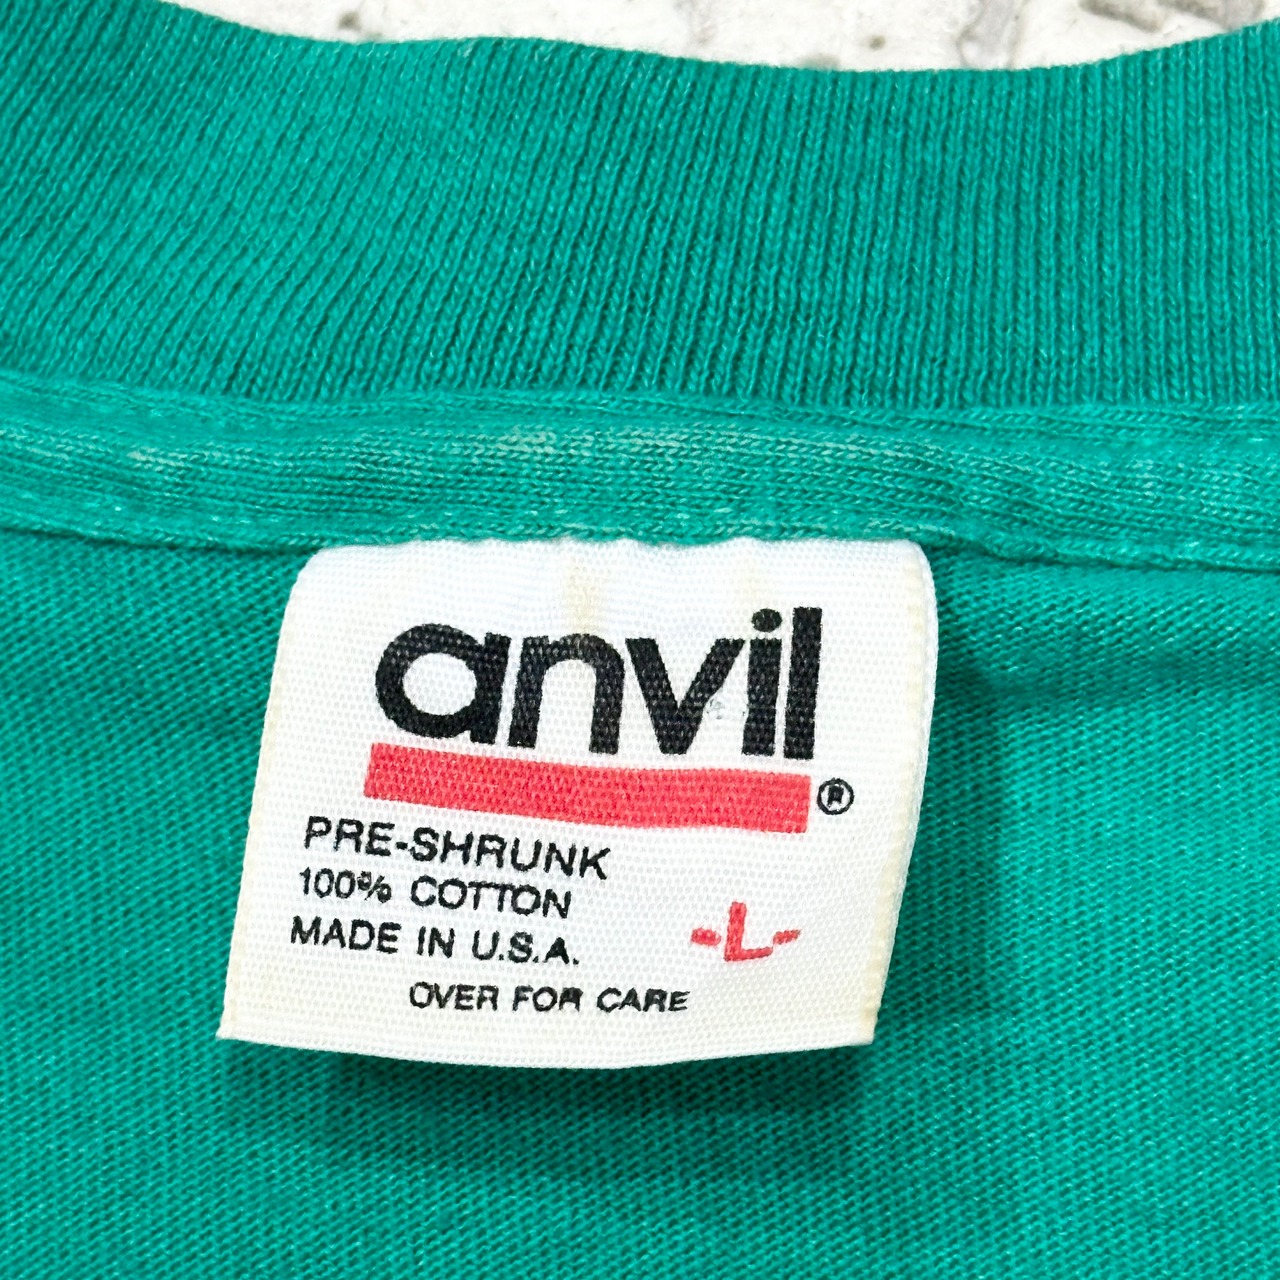 anvil
®
PRE-SHRUNK
100% COTTON
MADE IN U.S.A.
-L-
OVER FOR CARE